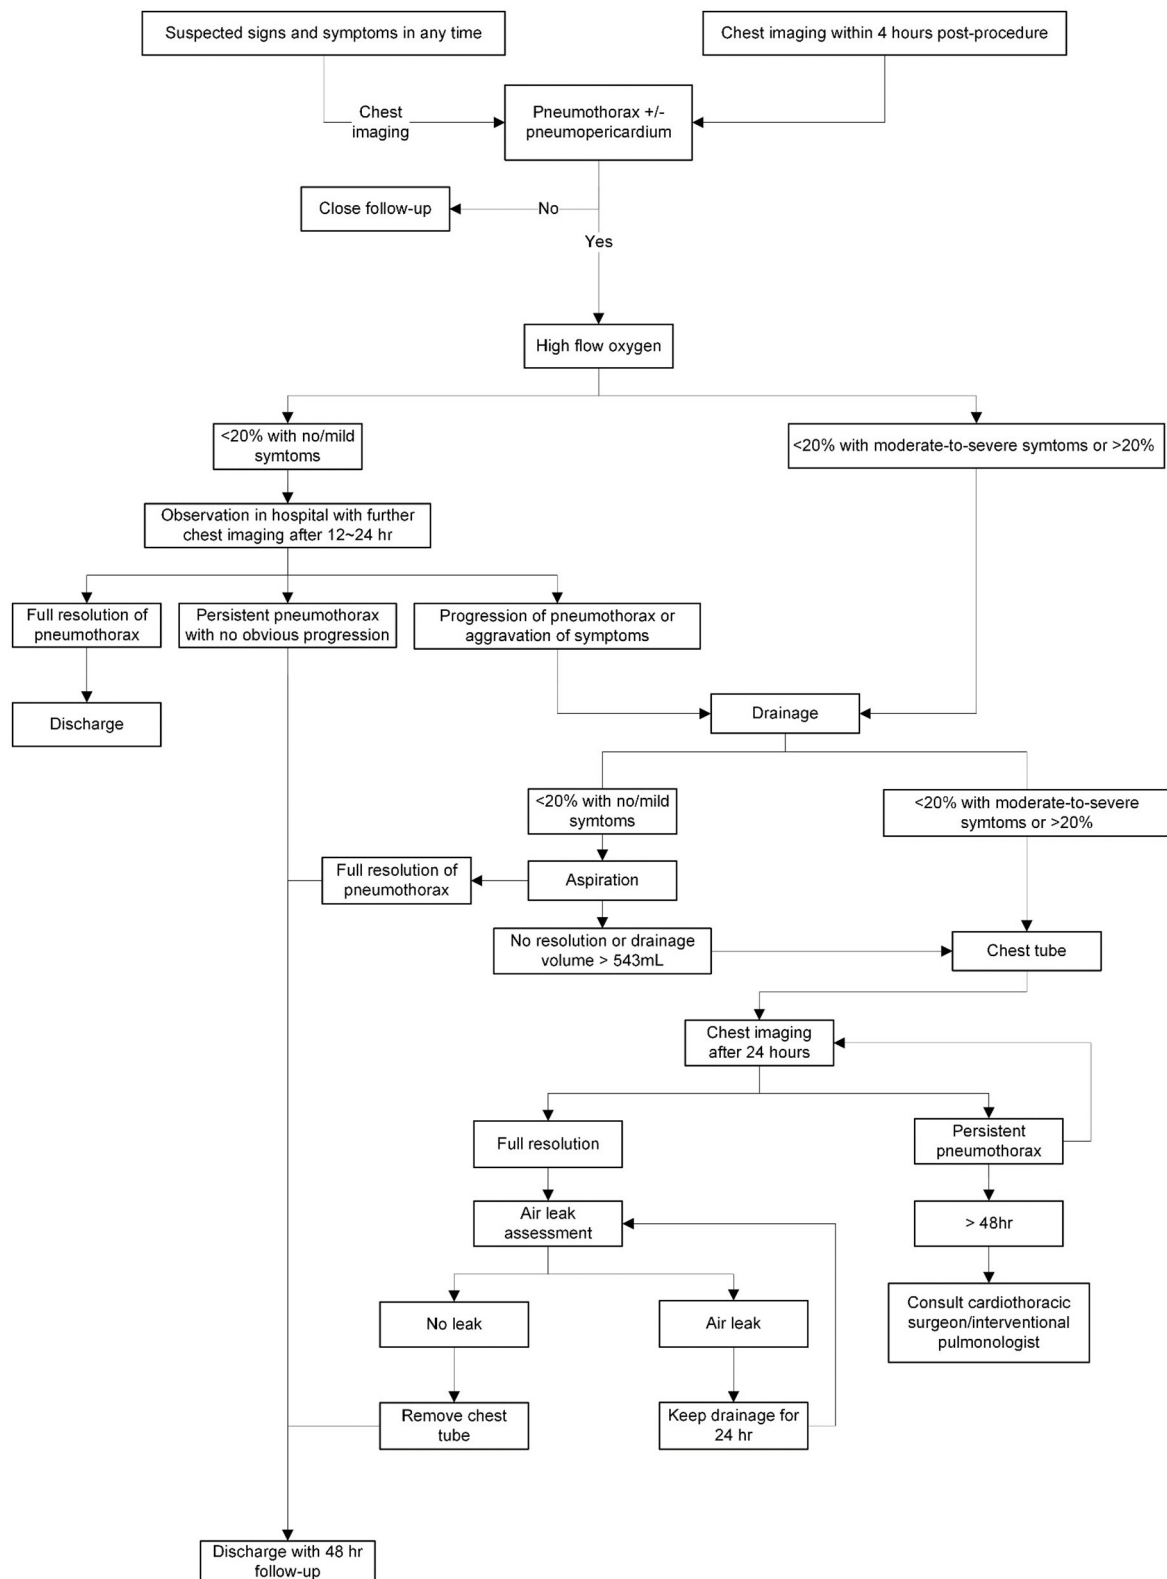 Suspected signs and symptoms in any time
Chest imaging within 4 hours post-procedure
Chest
imaging
Pneumothorax +/-
pneumopericardium
Close follow-up
No
Yes
High flow oxygen
<20% with no/mild
symtoms
<20% with moderate-to-severe symtoms or >20%
Observation in hospital with further
chest imaging after 12~24 hr
Full resolution of
pneumothorax
Persistent pneumothorax
with no obvious progression
Progression of pneumothorax or
aggravation of symptoms
Discharge
Drainage
<20% with no/mild
symtoms
<20% with moderate-to-severe
symtoms or >20%
Full resolution of
pneumothorax
Aspiration
No resolution or drainage
volume > 543mL
Chest tube
Chest imaging
after 24 hours
Full resolution
Persistent
pneumothorax
Air leak
assessment
> 48hr
No leak
Air leak
Consult cardiothoracic
surgeon/interventional
pulmonologist
Remove chest
tube
Keep drainage for
24 hr
Discharge with 48 hr
follow-up